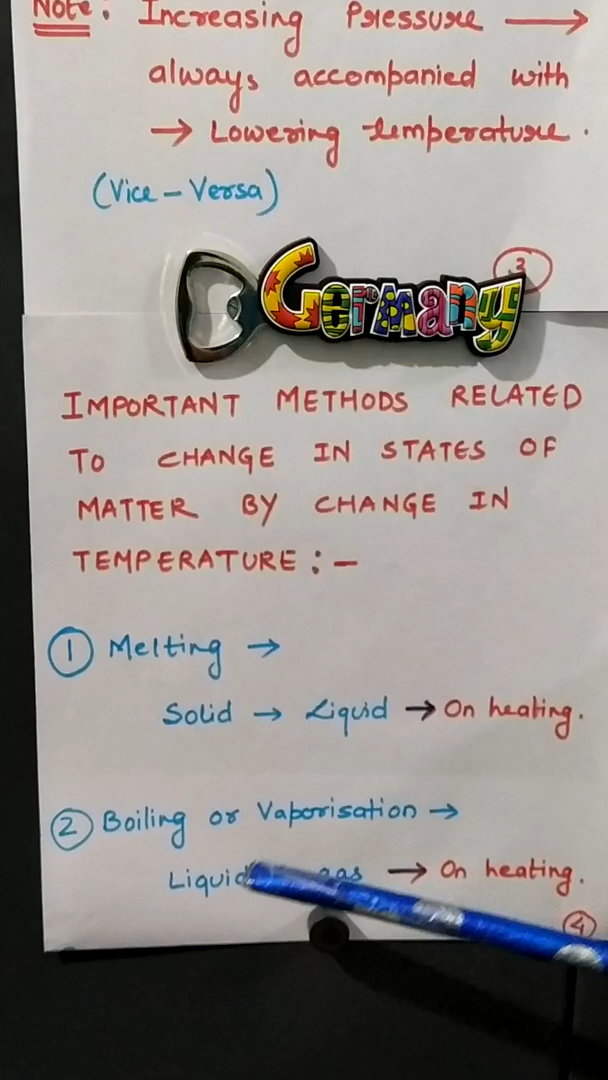 Note: Increasing Pressure →
always accompanied with
→ Lowering temperature.
(Vice-Versa)
3
Germany
IMPORTANT METHODS RELATED
TO CHANGE IN STATES OF
MATTER BY CHANGE IN
TEMPERATURE:-
① Melting →
Solid → Liquid → On heating.
② Boiling or Vaporisation →
Liquid gas → On heating.
4